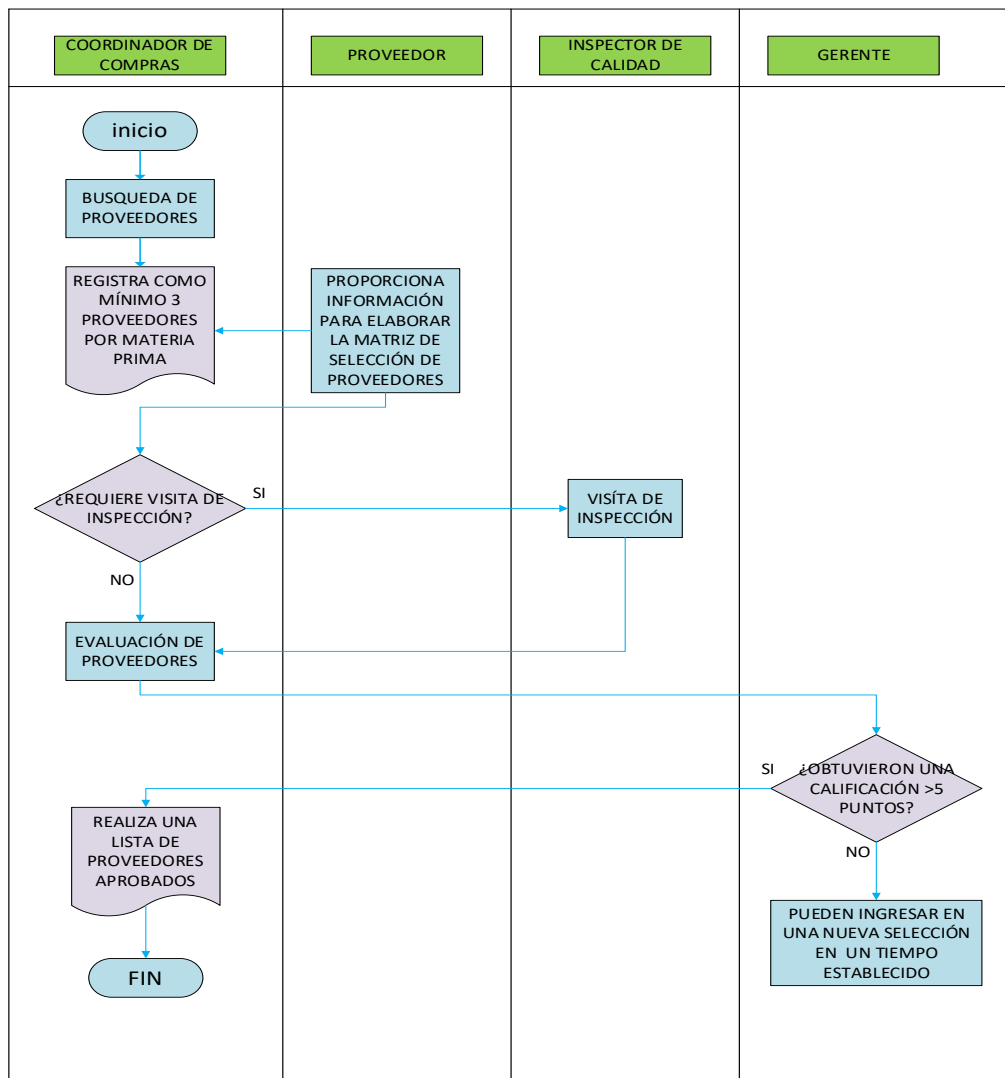 COORDINADOR DE
COMPRAS
PROVEEDOR
INSPECTOR DE
CALIDAD
GERENTE
inicio
BUSQUEDA DE
PROVEEDORES
REGISTRA COMO
MÍNIMO 3
PROVEEDORES
POR MATERIA
PRIMA
PROPORCIONA
INFORMACIÓN
PARA ELABORAR
LA MATRIZ DE
SELECCIÓN DE
PROVEEDORES
¿REQUIERE VISITA DE
INSPECCIÓN?
SI
VISÍTA DE
INSPECCIÓN
NO
EVALUACIÓN DE
PROVEEDORES
¿OBTUVIERON UNA
CALIFICACIÓN >5
PUNTOS?
SI
REALIZA UNA
LISTA DE
PROVEEDORES
APROBADOS
NO
PUEDEN INGRESAR EN
UNA NUEVA SELECCIÓN
EN UN TIEMPO
ESTABLECIDO
FIN